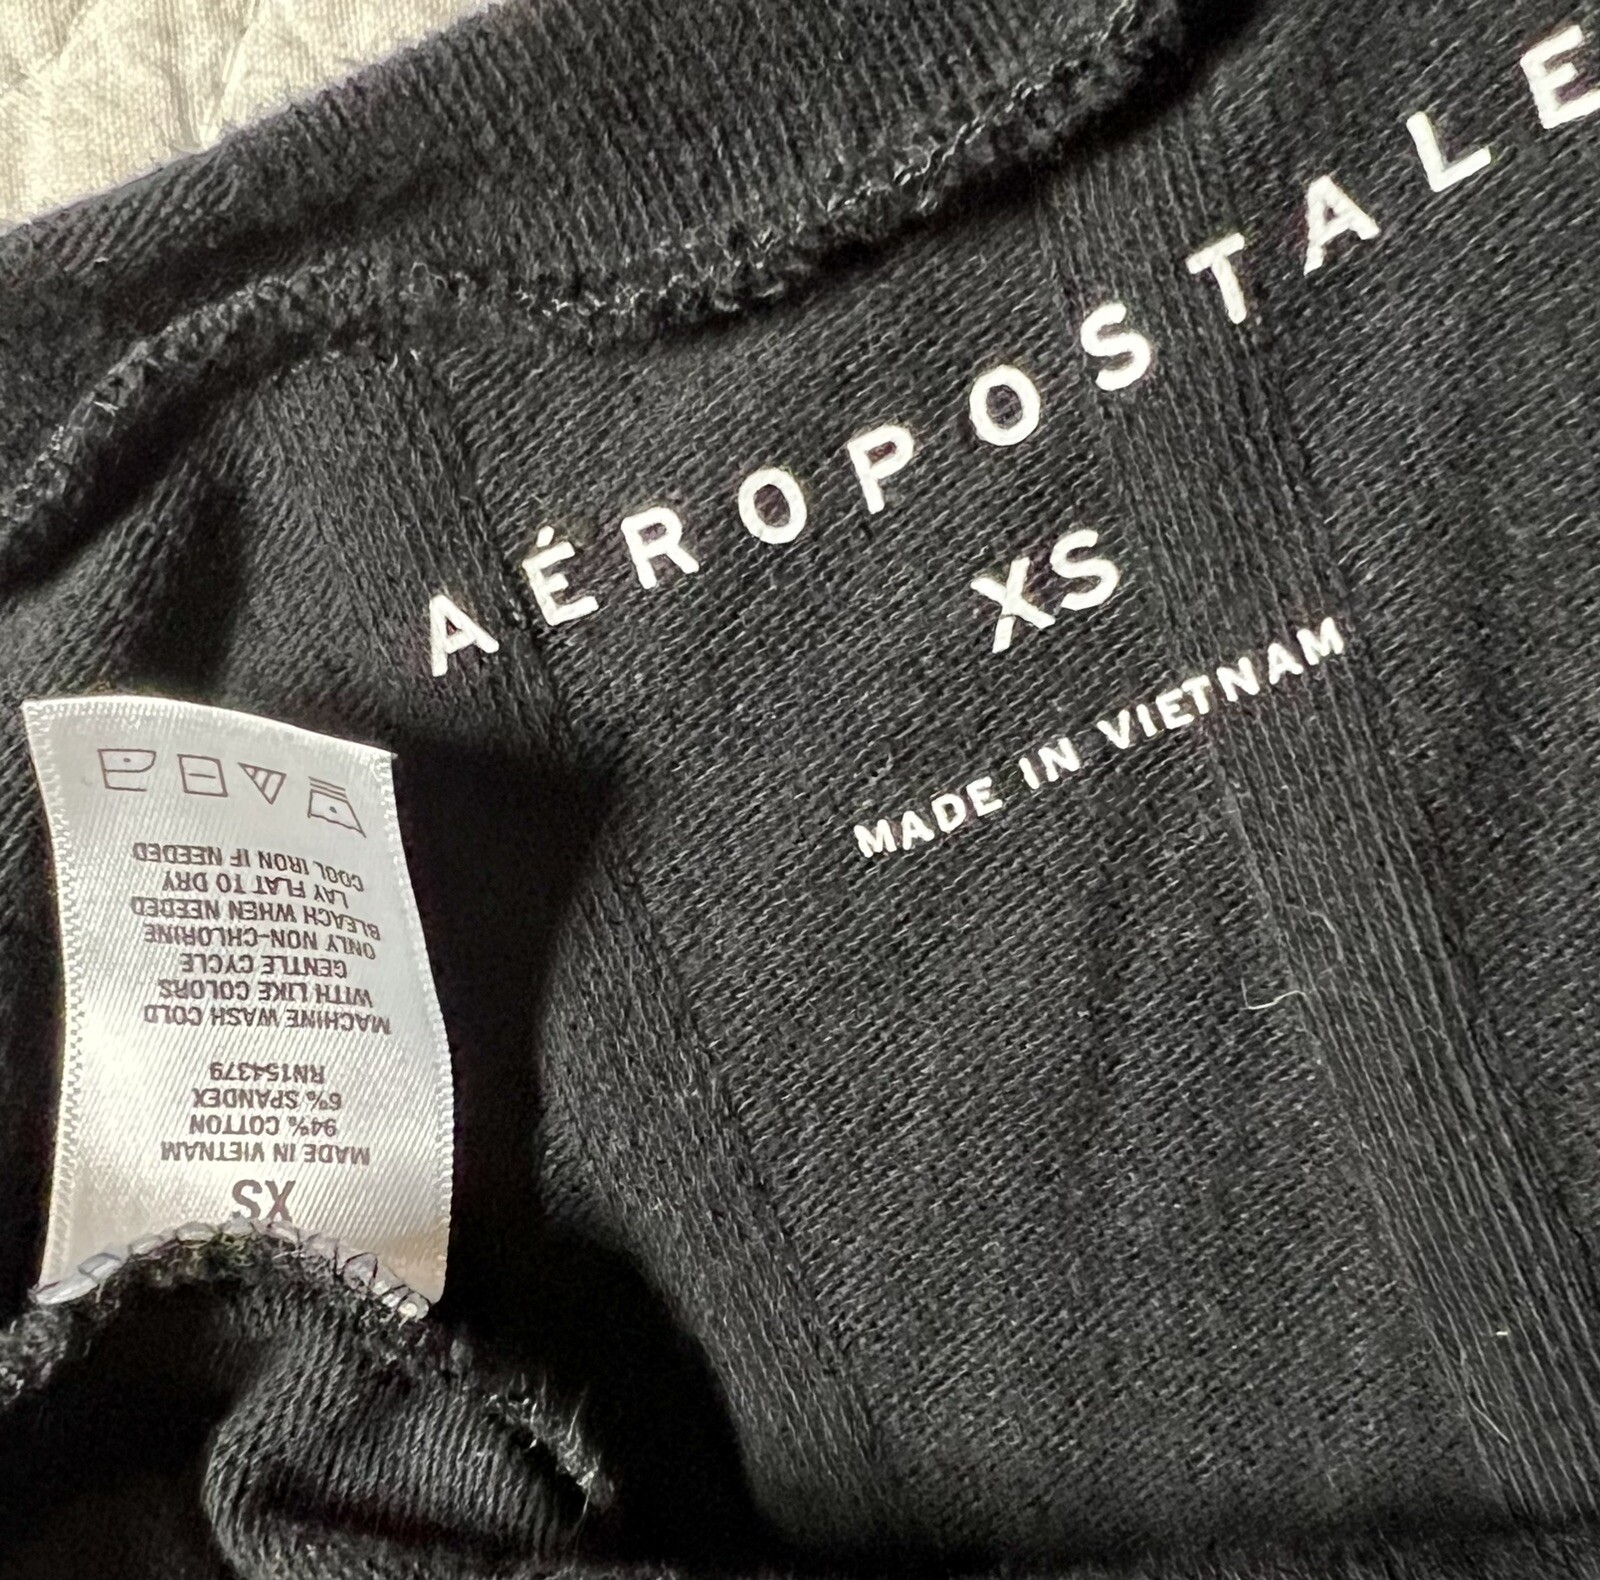 AÉROPOSTALE
XS
MADE IN VIETNAM
XS
MADE IN VIETNAM
94% COTTON
6% SPANDEX
RN154379
MACHINE WASH COLD
WITH LIKE COLORS
GENTLE CYCLE
ONLY NON-CHLORINE
BLEACH WHEN NEEDED
LAY FLAT TO DRY
COOL IRON IF NEEDED